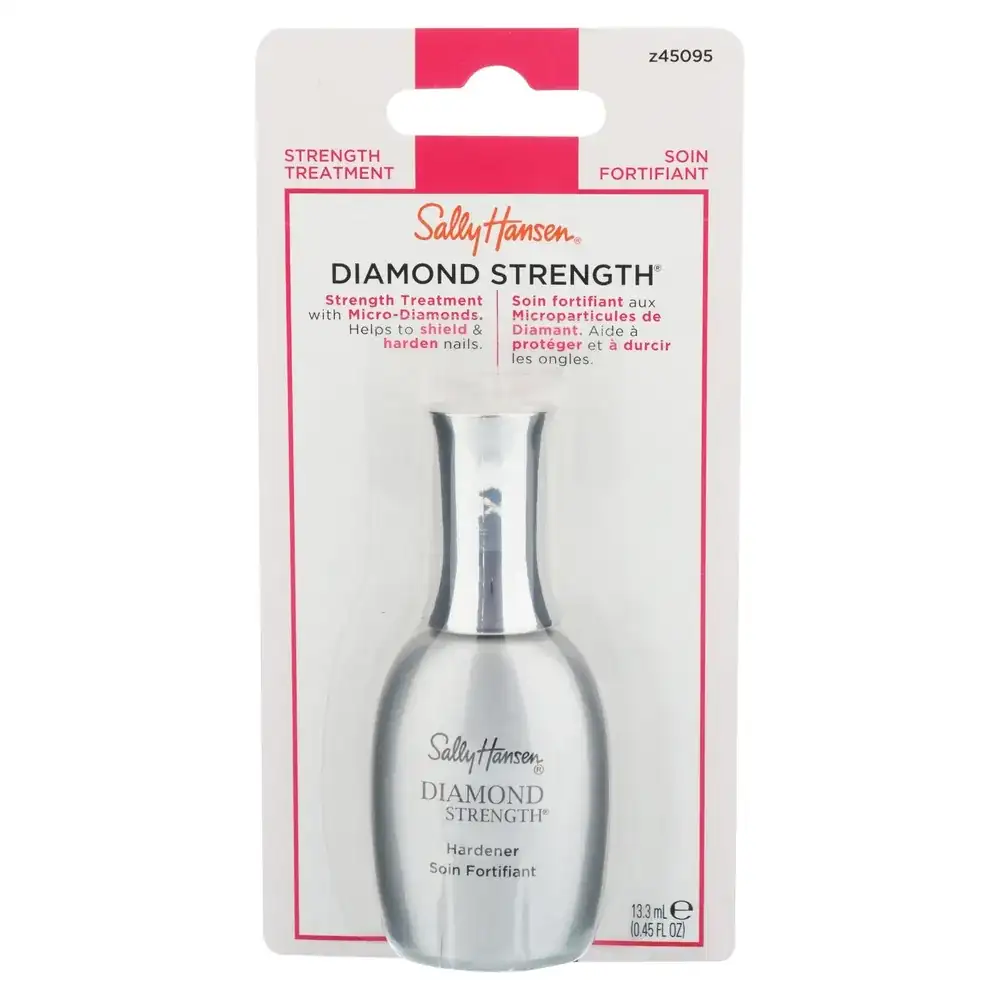 z45095
STRENGTH
TREATMENT
SOIN
FORTIFIANT
Sally Hansen®
DIAMOND STRENGTH®
Strength Treatment
with Micro-Diamonds.
Helps to shield &
harden nails.
Soin fortifiant aux
Microparticules de
Diamant. Aide à
protéger et à durcir
les ongles.
Sally Hansen®
DIAMOND
STRENGTH®
Hardener
Soin Fortifiant
13.3 mL ℮
(0.45 FL OZ)